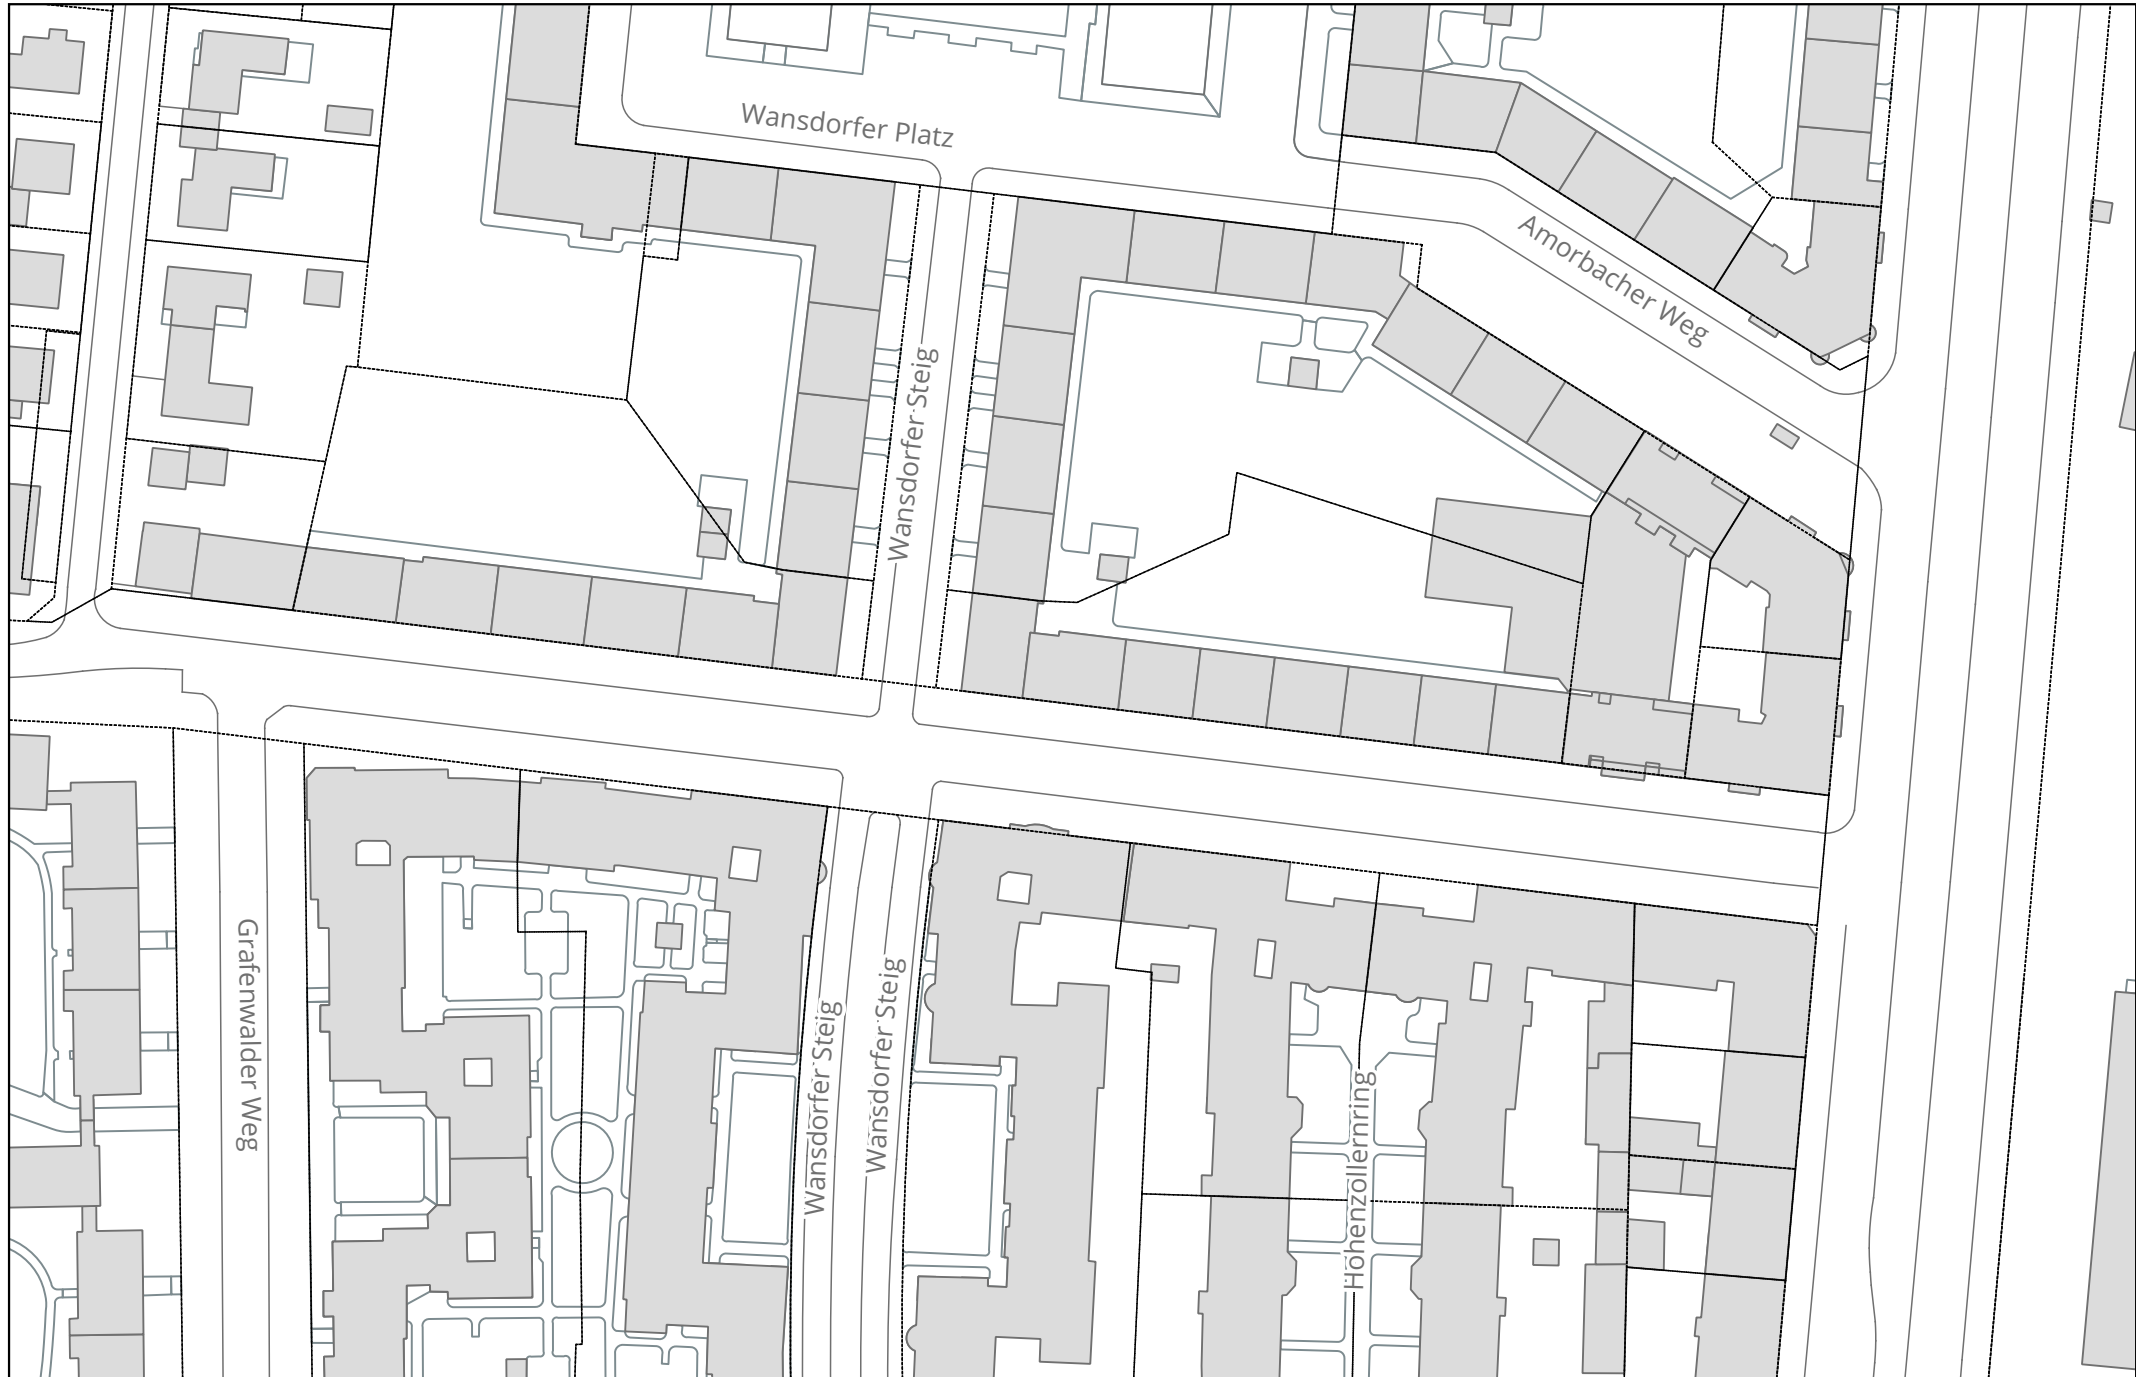 Wansdorfer Platz
Amorbacher Weg
Wansdorfer Steig
Grafenwalder Weg
Wansdorfer Steig
Wansdorfer Steig
Hohenzollernring